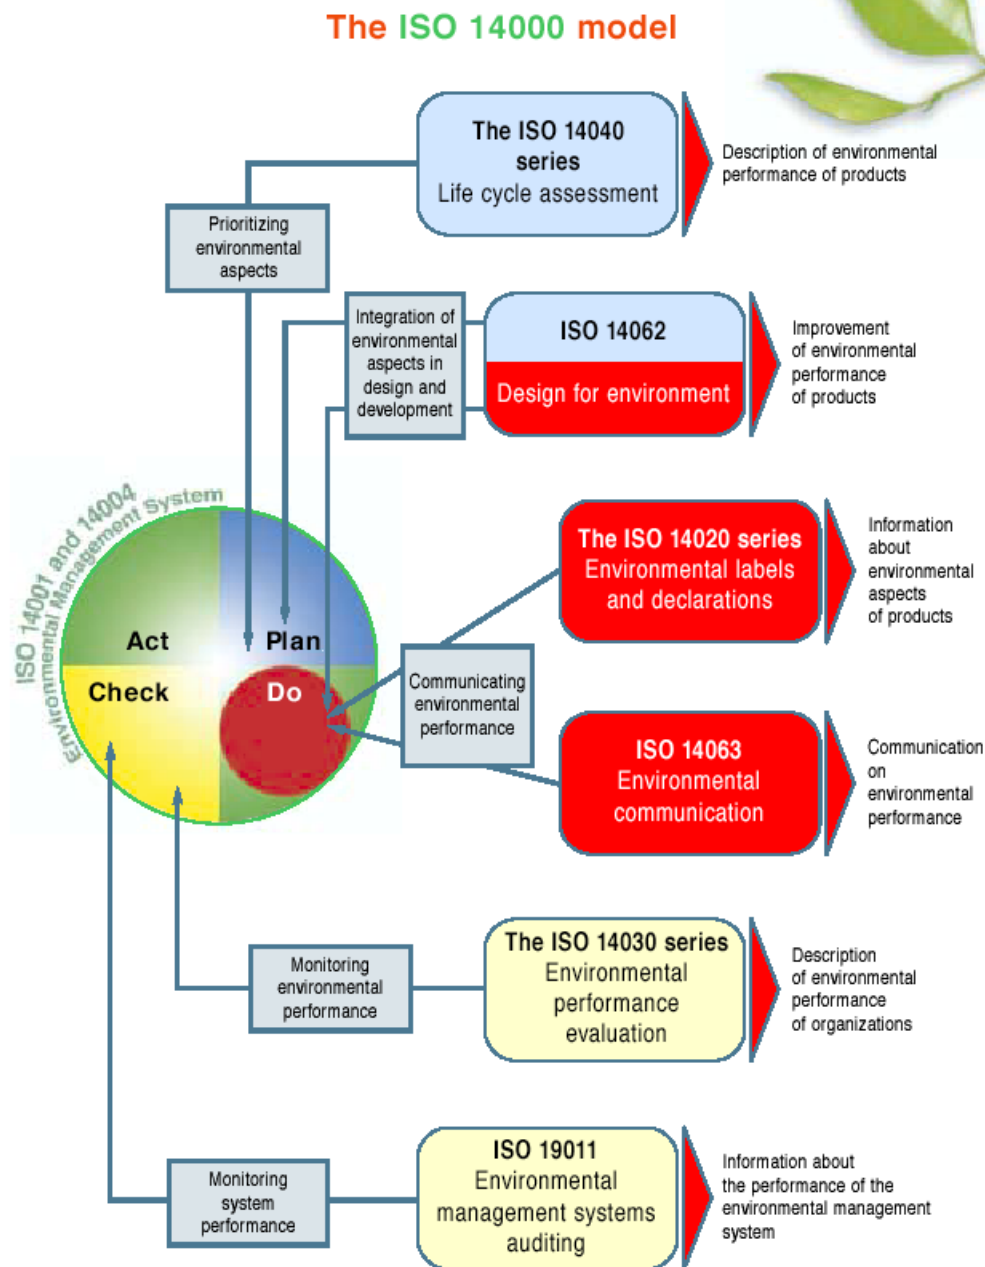 The ISO 14000 model
The ISO 14040
series
Life cycle assessment
Description of environmental
performance of products
Prioritizing
environmental
aspects
Integration of
environmental
aspects in
design and
development
ISO 14062
Design for environment
Improvement
of environmental
performance
of products
ISO 14001 and 14004
Environmental Management System
Act
Plan
Check
Do
The ISO 14020 series
Environmental labels
and declarations
Information
about
environmental
aspects
of products
Communicating
environmental
performance
ISO 14063
Environmental
communication
Communication
on
environmental
performance
Monitoring
environmental
performance
The ISO 14030 series
Environmental
performance
evaluation
Description
of environmental
performance
of organizations
Monitoring
system
performance
ISO 19011
Environmental
management systems
auditing
Information about
the performance of the
environmental management
system